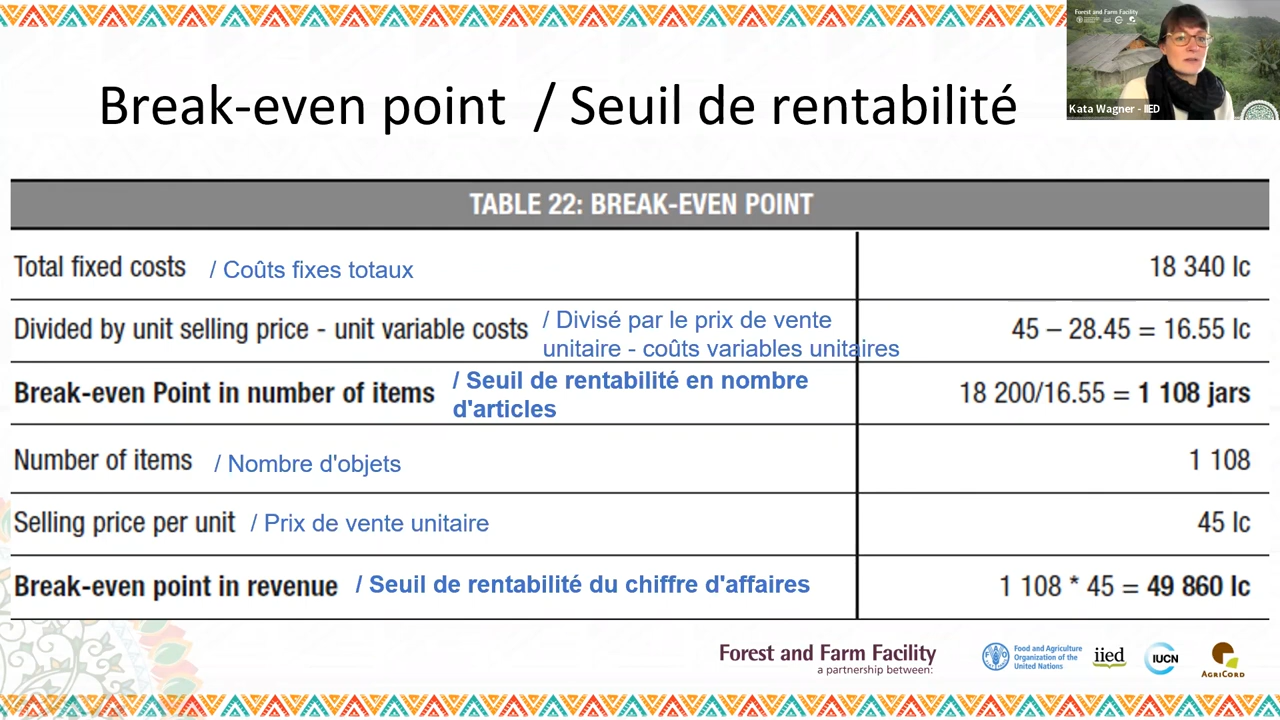 Forest and Farm Facility
Kata Wagner - IIED
Break-even point / Seuil de rentabilité
TABLE 22: BREAK-EVEN POINT
Total fixed costs / Coûts fixes totaux 18 340 lc
Divided by unit selling price - unit variable costs / Divisé par le prix de vente
unitaire - coûts variables unitaires 45 – 28.45 = 16.55 lc
Break-even Point in number of items / Seuil de rentabilité en nombre
d'articles 18 200/16.55 = 1 108 jars
Number of items / Nombre d'objets 1 108
Selling price per unit / Prix de vente unitaire 45 lc
Break-even point in revenue / Seuil de rentabilité du chiffre d'affaires 1 108 * 45 = 49 860 lc
Forest and Farm Facility
a partnership between:
Food and Agriculture
Organization of the
United Nations
iied
IUCN
AGRICORD